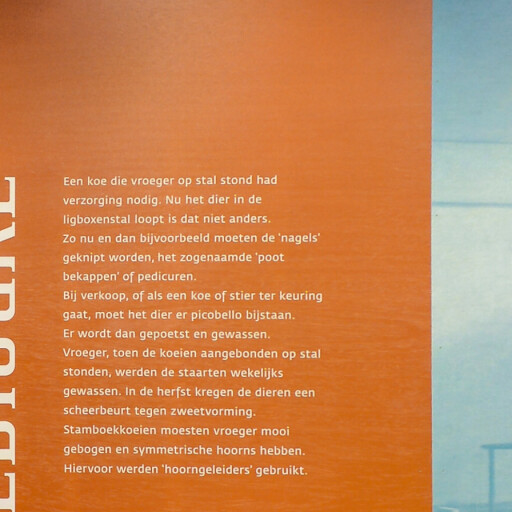 Een koe die vroeger op stal stond had
verzorging nodig. Nu het dier in de
ligboxenstal loopt is dat niet anders.
Zo nu en dan bijvoorbeeld moeten de 'nagels'
geknipt worden, het zogenaamde 'poot
bekappen' of pedicuren.
Bij verkoop, of als een koe of stier ter keuring
gaat, moet het dier er picobello bijstaan.
Er wordt dan gepoetst en gewassen.
Vroeger, toen de koeien aangebonden op stal
stonden, werden de staarten wekelijks
gewassen. In de herfst kregen de dieren een
scheerbeurt tegen zweetvorming.
Stamboekkoeien moesten vroeger mooi
gebogen en symmetrische hoorns hebben.
Hiervoor werden 'hoorngeleiders' gebruikt.